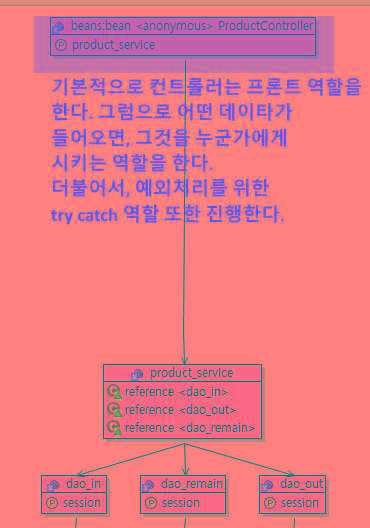 beans:bean <anonymous> ProductController
product_service
기본적으로 컨트롤러는 프론트 역할을
한다. 그럼으로 어떤 데이타가
들어오면, 그것을 누군가에게
시키는 역할을 한다.
더불어서, 예외처리를 위한
try catch 역할 또한 진행한다.
product_service
reference <dao_in>
reference <dao_out>
reference <dao_remain>
dao_in
session
dao_remain
session
dao_out
session